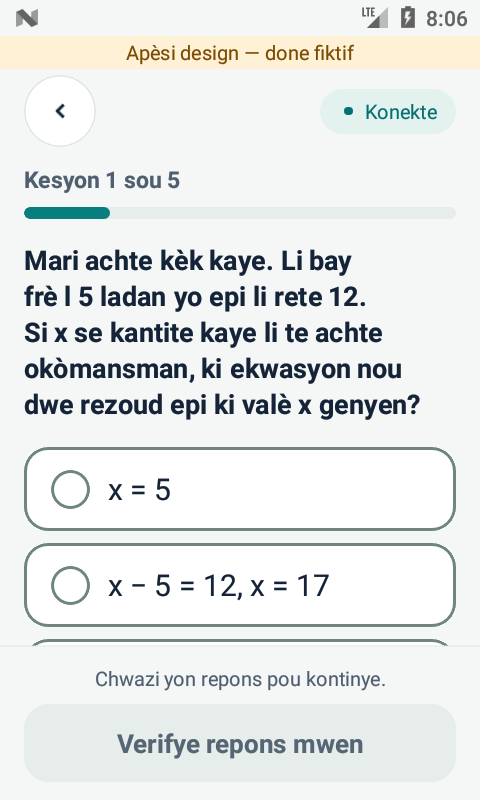 LTE 8:06
Apèsi design — done fiktif
Konekte
Kesyon 1 sou 5
Mari achte kèk kaye. Li bay
frè l 5 ladan yo epi li rete 12.
Si x se kantite kaye li te achte
okòmansman, ki ekwasyon nou
dwe rezoud epi ki valè x genyen?
x = 5
x − 5 = 12, x = 17
Chwazi yon repons pou kontinye.
Verifye repons mwen